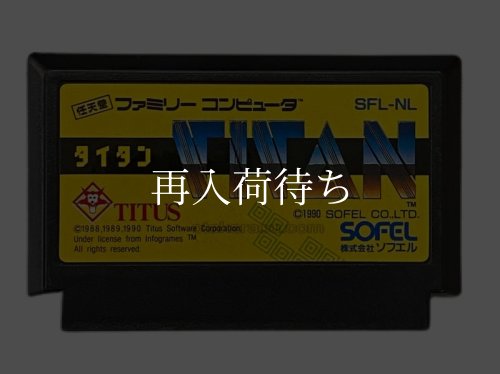 任天堂 ファミリー コンピュータ SFL-NL
タイタン TITAN
TM
再入荷待ち
TITUS
©1990 SOFEL CO.,LTD.
©1988,1989,1990 Titus Software Corporation.
Under license from Infogrames TM
All rights reserved.
SOFEL
株式会社 ソフエル